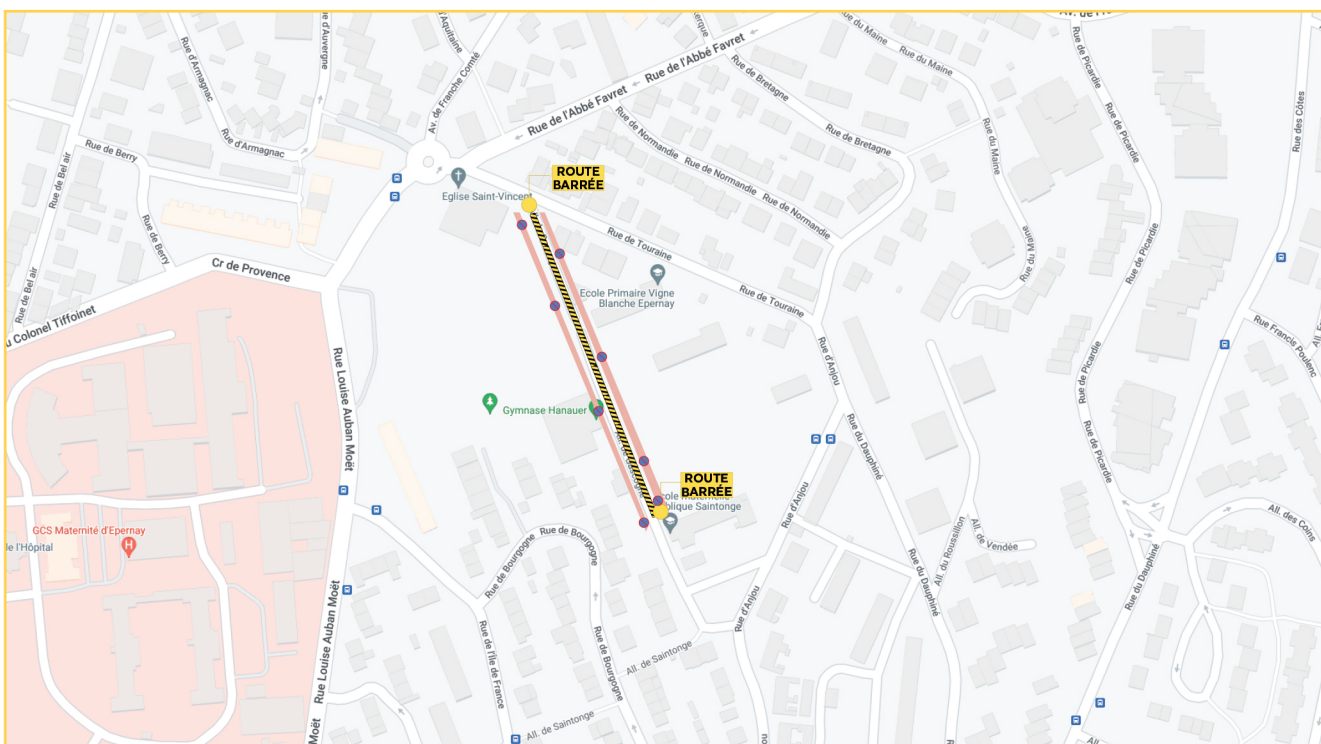 Av. de
Rue d'Auvergne
Rue d'Armagnac
Rue du Maine
Rue de l'Abbé Favret
Rue du Maine
Av. de Franche Comté
Rue de l'Abbé Favret
Rue de Bretagne
Rue de Picardie
Rue des Côtes
Rue de Berry
Rue d'Armagnac
Rue de Normandie
Rue de Bretagne
Rue de Picardie
Rue du Maine
Rue de Bel air
ROUTE
BARRÉE
Rue de Normandie
Eglise Saint-Vincent
Rue de Normandie
Rue de Berry
Rue de Touraine
Rue du Maine
Rue de Picardie
Cr de Provence
Rue de Bel air
Ecole Primaire Vigne
Blanche Epernay
Rue de Touraine
Colonel Tiffoinet
Rue Francis Poulenc
All.
Rue Louise Auban Moët
Rue d'Anjou
Rue de Picardie
Gymnase Hanauer
Rue du Dauphiné
Rue de Picardie
ROUTE
BARRÉE
Saintonge
Rue d'Anjou
All. des Coins
GCS Maternité d'Epernay
H
l'Hôpital
Rue de Bourgogne
Rue de Bourgogne
All. de Vendée
All. du Roussillon
Rue du Dauphiné
Rue du Dauphiné
Rue Louise Auban Moët
Rue d'Anjou
Rue de l'Île de France
Rue de Bourgogne
All. de Saintonge
All. de Saintonge
Moët
All.